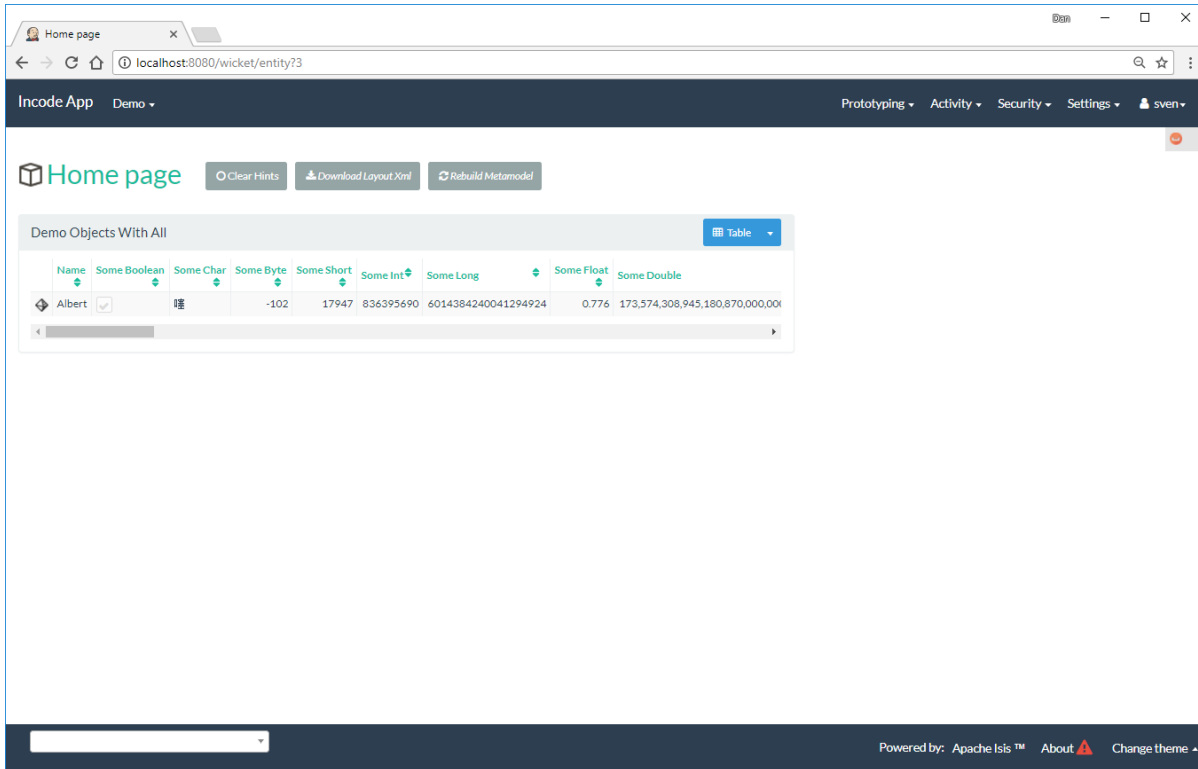 Home page
Dan
localhost:8080/wicket/entity?3
Incode App Demo Prototyping Activity Security Settings sven
Home page Clear Hints Download Layout Xml Rebuild Metamodel
Demo Objects With All Table
Name Some Boolean Some Char Some Byte Some Short Some Int Some Long Some Float Some Double
Albert -102 17947 836395690 6014384240041294924 0.776 173,574,308,945,180,870,000,00
Powered by: Apache Isis ™ About Change theme